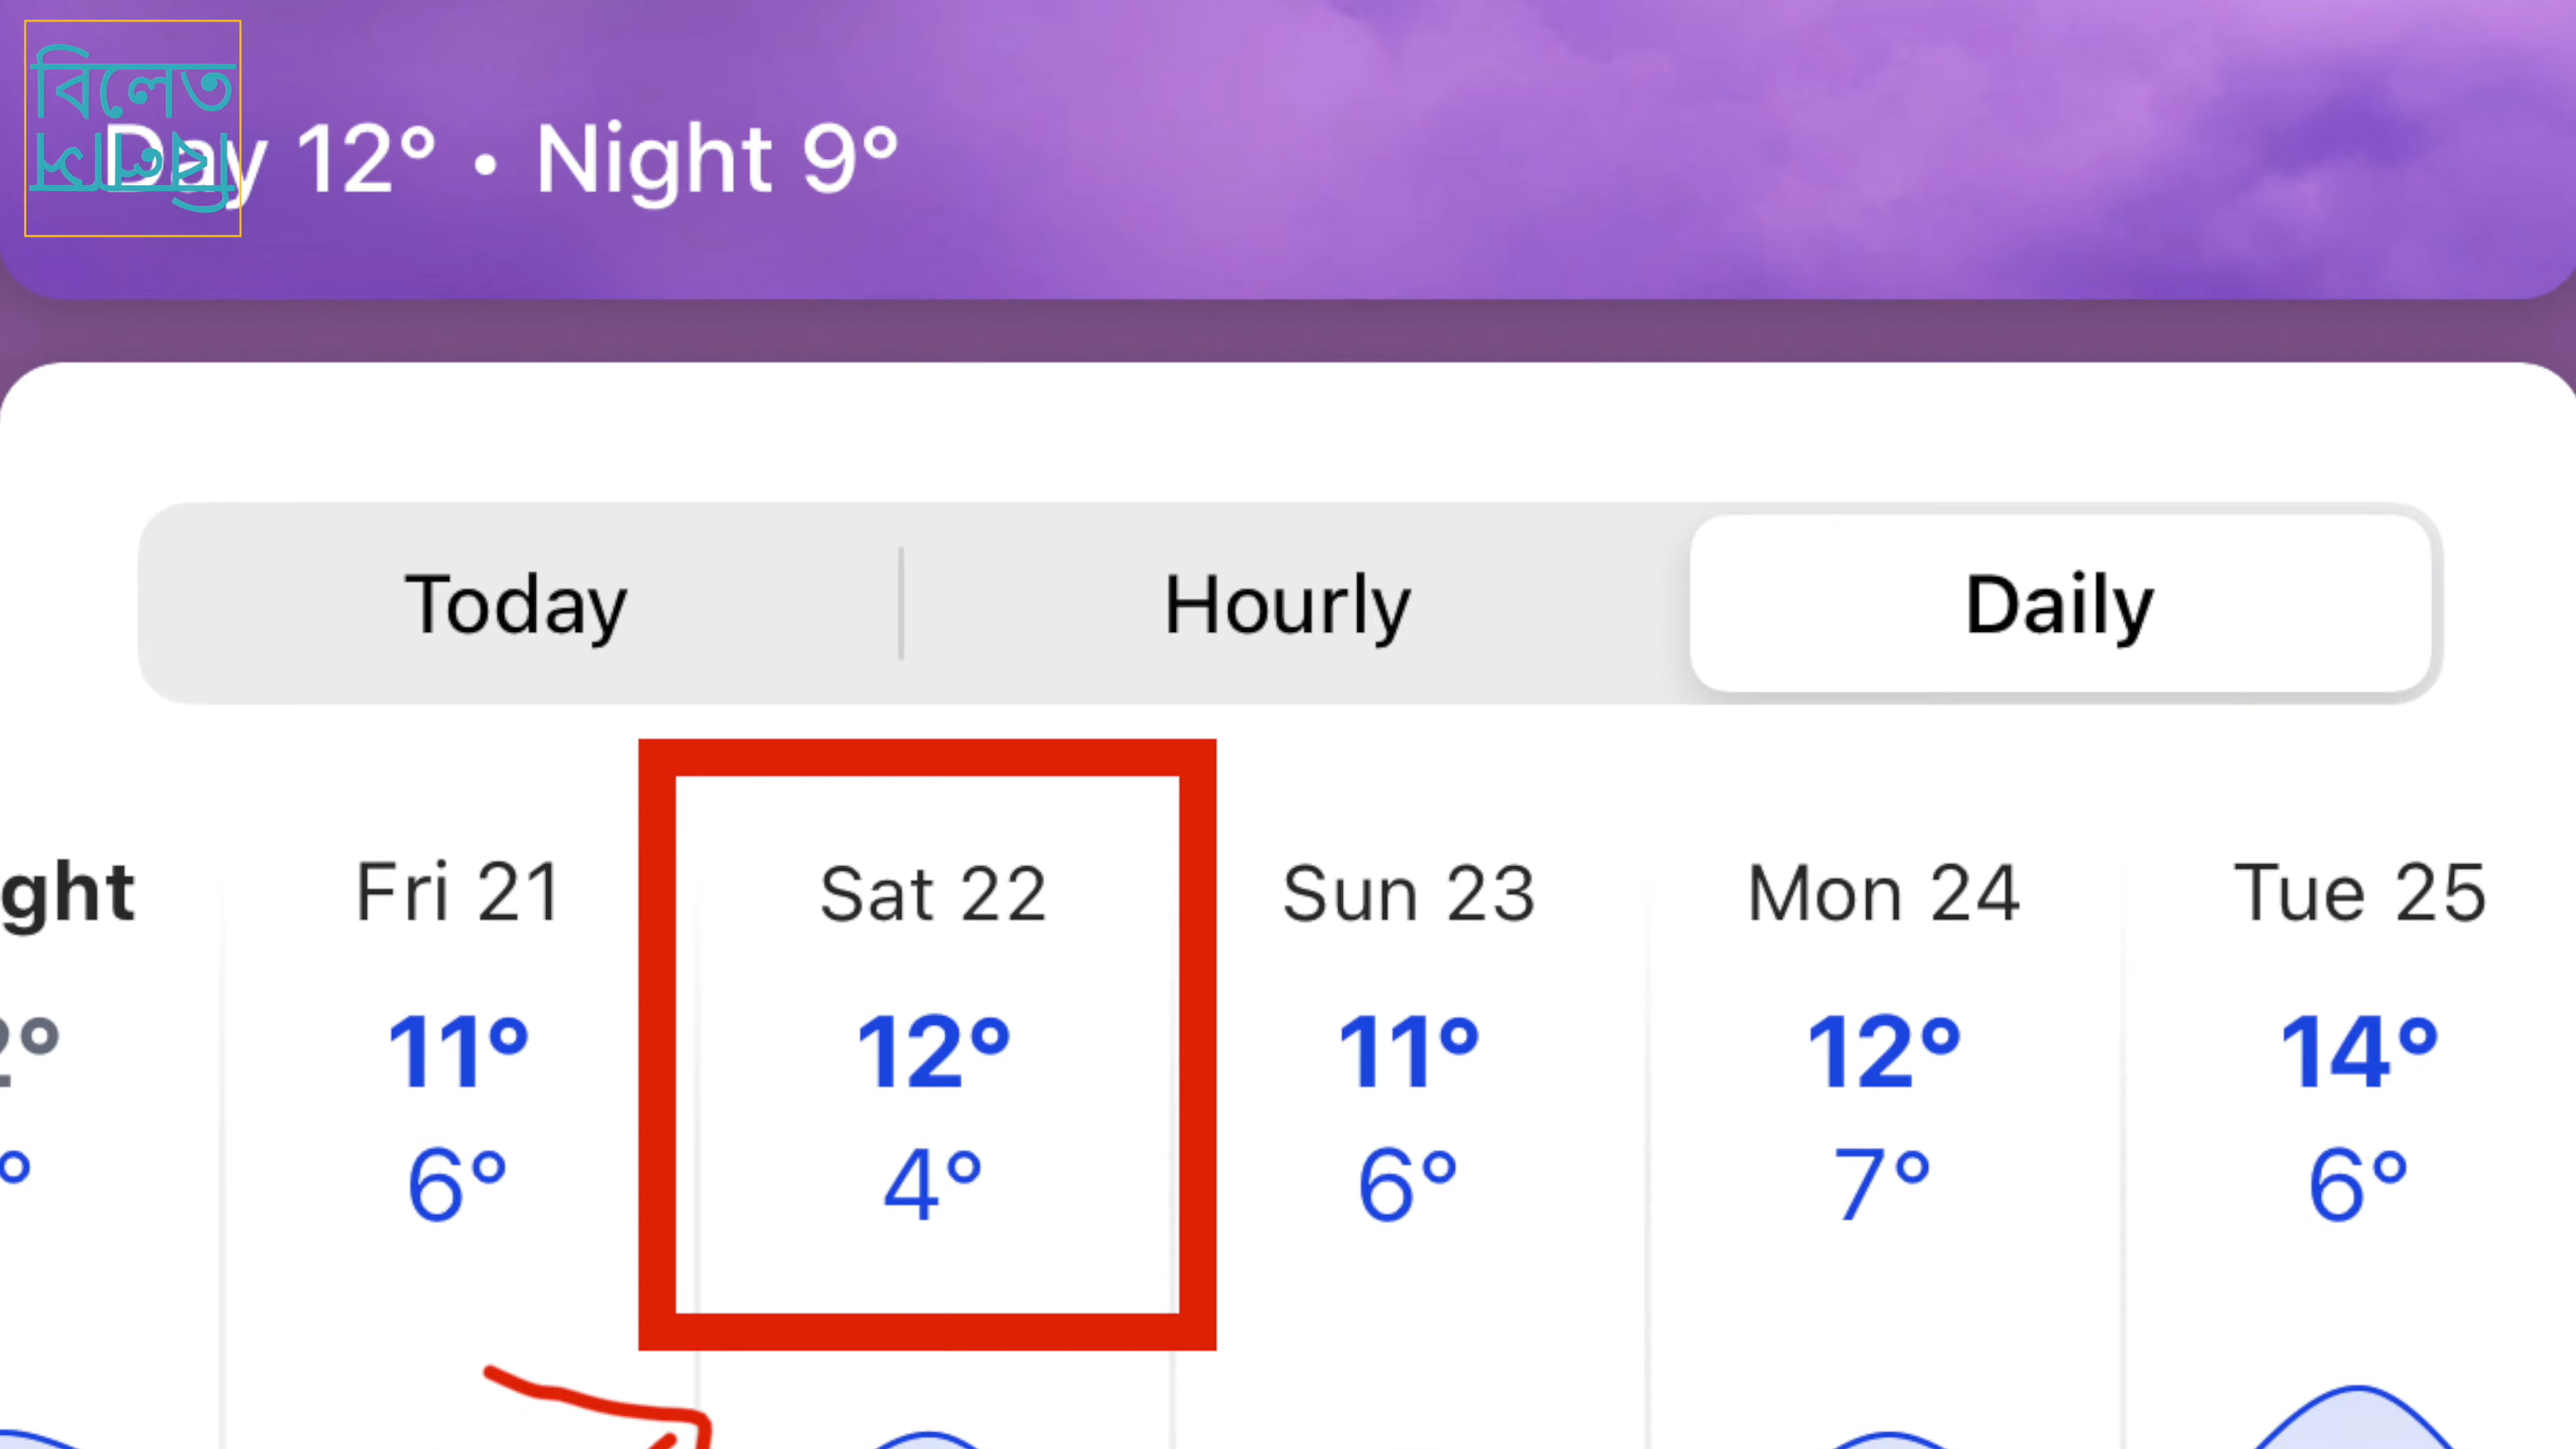 বিলেত
Day 12° • Night 9°
Today Hourly Daily
ght Fri 21 Sat 22 Sun 23 Mon 24 Tue 25
11° 12° 11° 12° 14°
6° 4° 6° 7° 6°